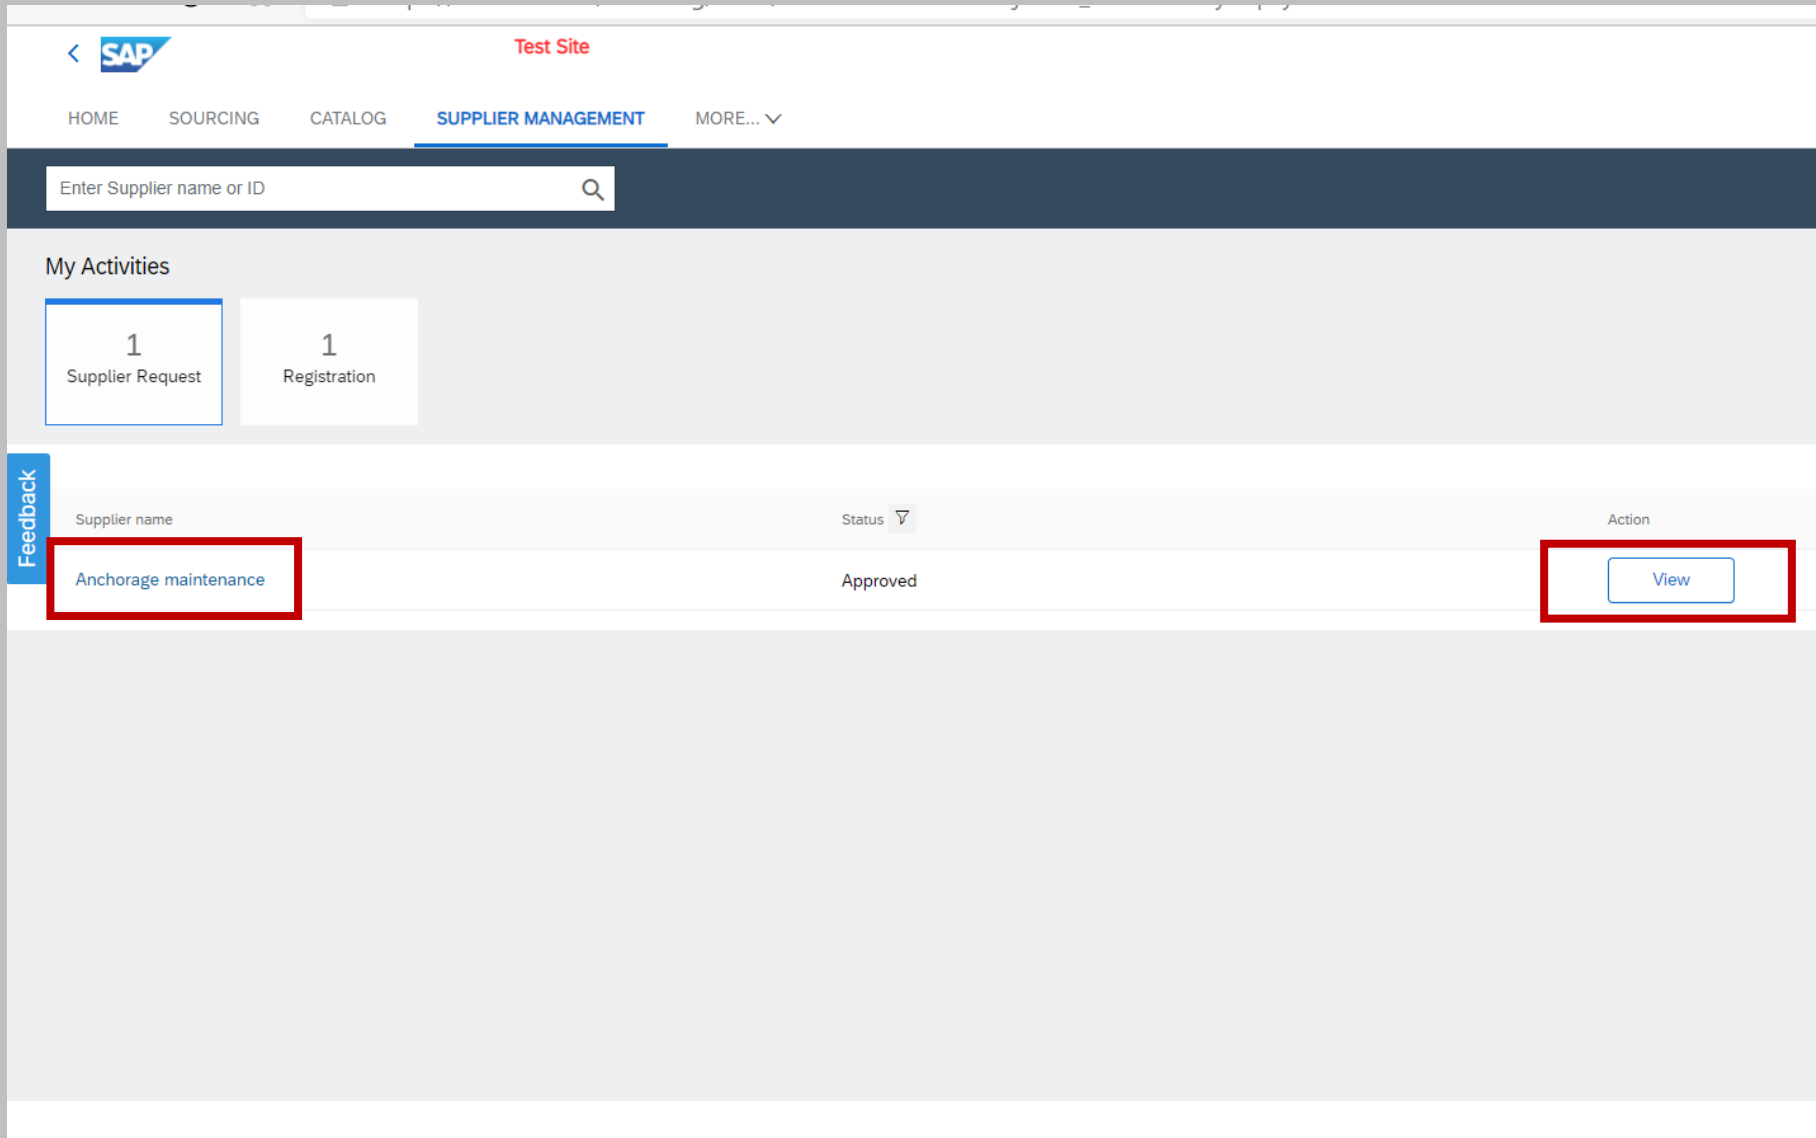 SAP
Test Site
HOME SOURCING CATALOG SUPPLIER MANAGEMENT MORE...
Enter Supplier name or ID
My Activities
1
Supplier Request
1
Registration
Feedback
Supplier name Status Action
Anchorage maintenance Approved View